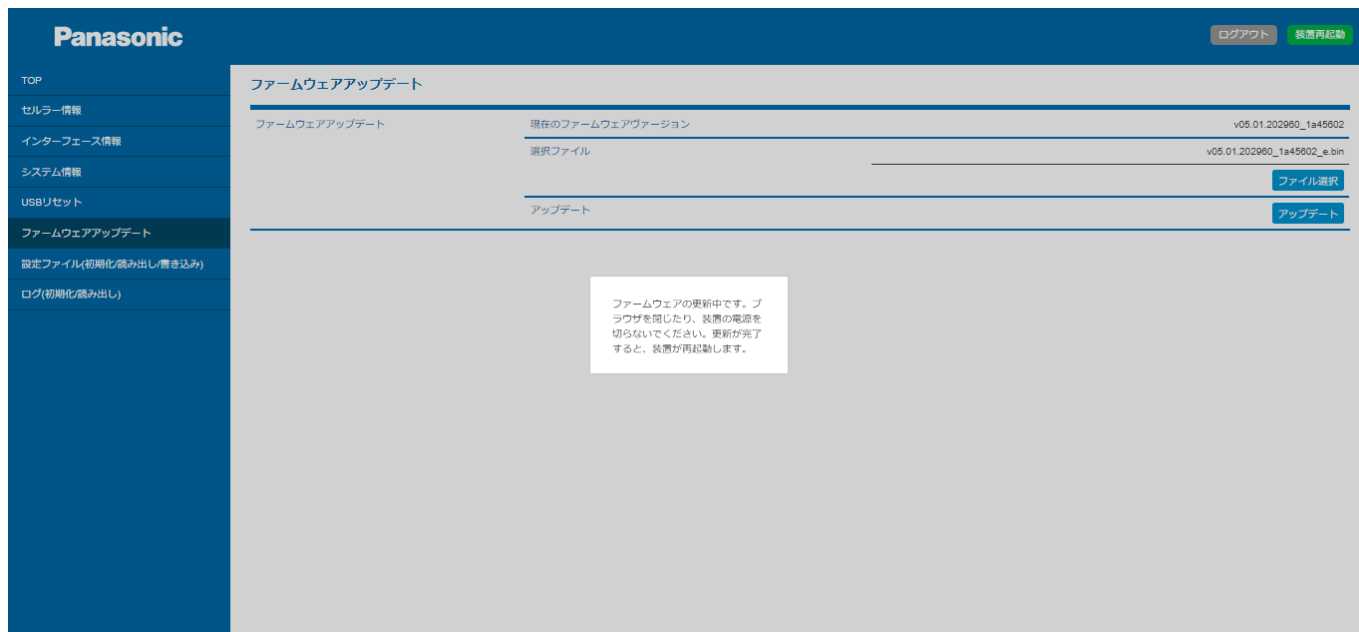 Panasonic
ログアウト
装置再起動
TOP
セルラー情報
インターフェース情報
システム情報
USBリセット
ファームウェアアップデート
設定ファイル(初期化/読み出し/書き込み)
ログ(初期化/読み出し)
ファームウェアアップデート
ファームウェアアップデート
現在のファームウェアヴァージョン
v05.01.202960_1a45602
選択ファイル
v05.01.202960_1a45602_e.bin
ファイル選択
アップデート
アップデート
ファームウェアの更新中です。ブ
ラウザを閉じたり、装置の電源を
切らないでください。更新が完了
すると、装置が再起動します。